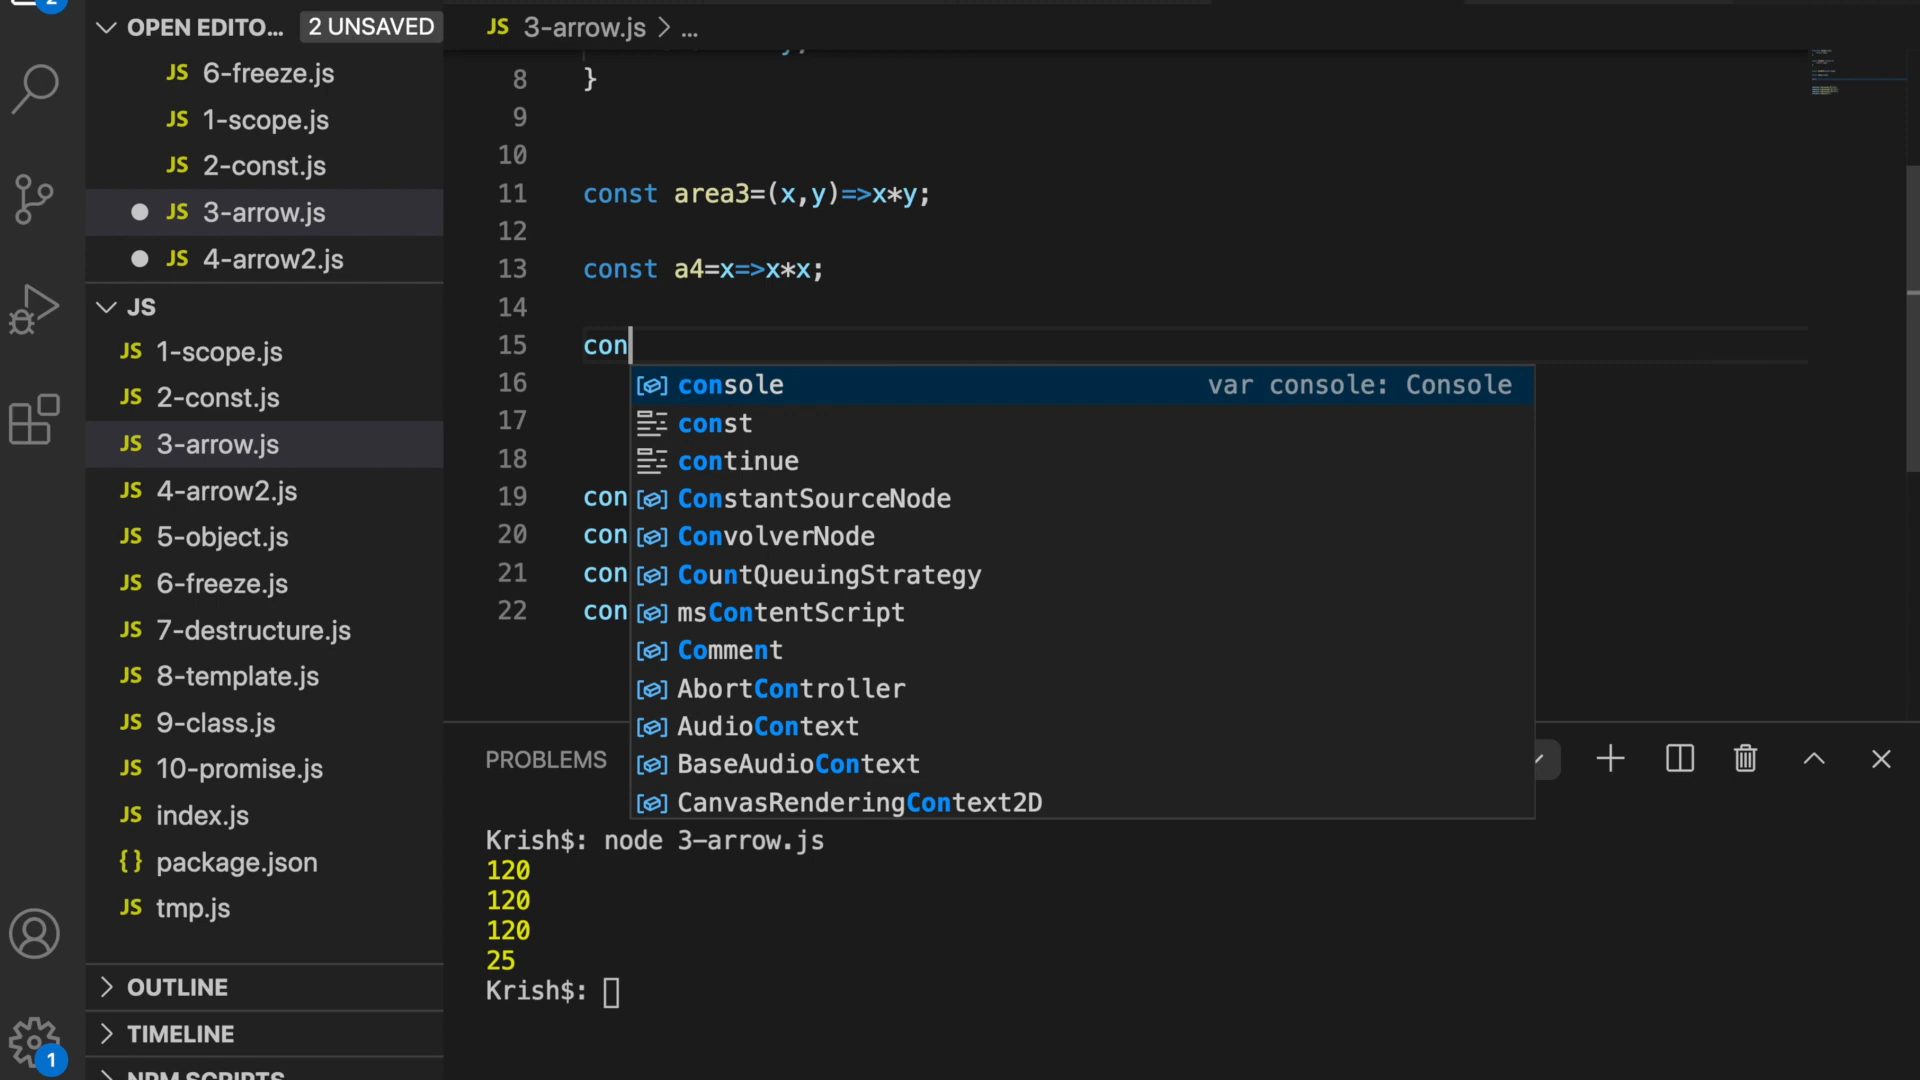 2
OPEN EDITO... 2 UNSAVED
JS 6-freeze.js
JS 1-scope.js
JS 2-const.js
JS 3-arrow.js
JS 4-arrow2.js
JS
JS 1-scope.js
JS 2-const.js
JS 3-arrow.js
JS 4-arrow2.js
JS 5-object.js
JS 6-freeze.js
JS 7-destructure.js
JS 8-template.js
JS 9-class.js
JS 10-promise.js
JS index.js
{} package.json
JS tmp.js
OUTLINE
TIMELINE
NPM SCRIPTS
1
JS 3-arrow.js > ...
8 }
9
10
11 const area3=(x,y)=>x*y;
12
13 const a4=x=>x*x;
14
15 con
16
17
18
19 con
20 con
21 con
22 con
console var console: Console
const
continue
ConstantSourceNode
ConvolverNode
CountQueuingStrategy
msContentScript
Comment
AbortController
AudioContext
BaseAudioContext
CanvasRenderingContext2D
PROBLEMS
Krish$: node 3-arrow.js
120
120
120
25
Krish$: